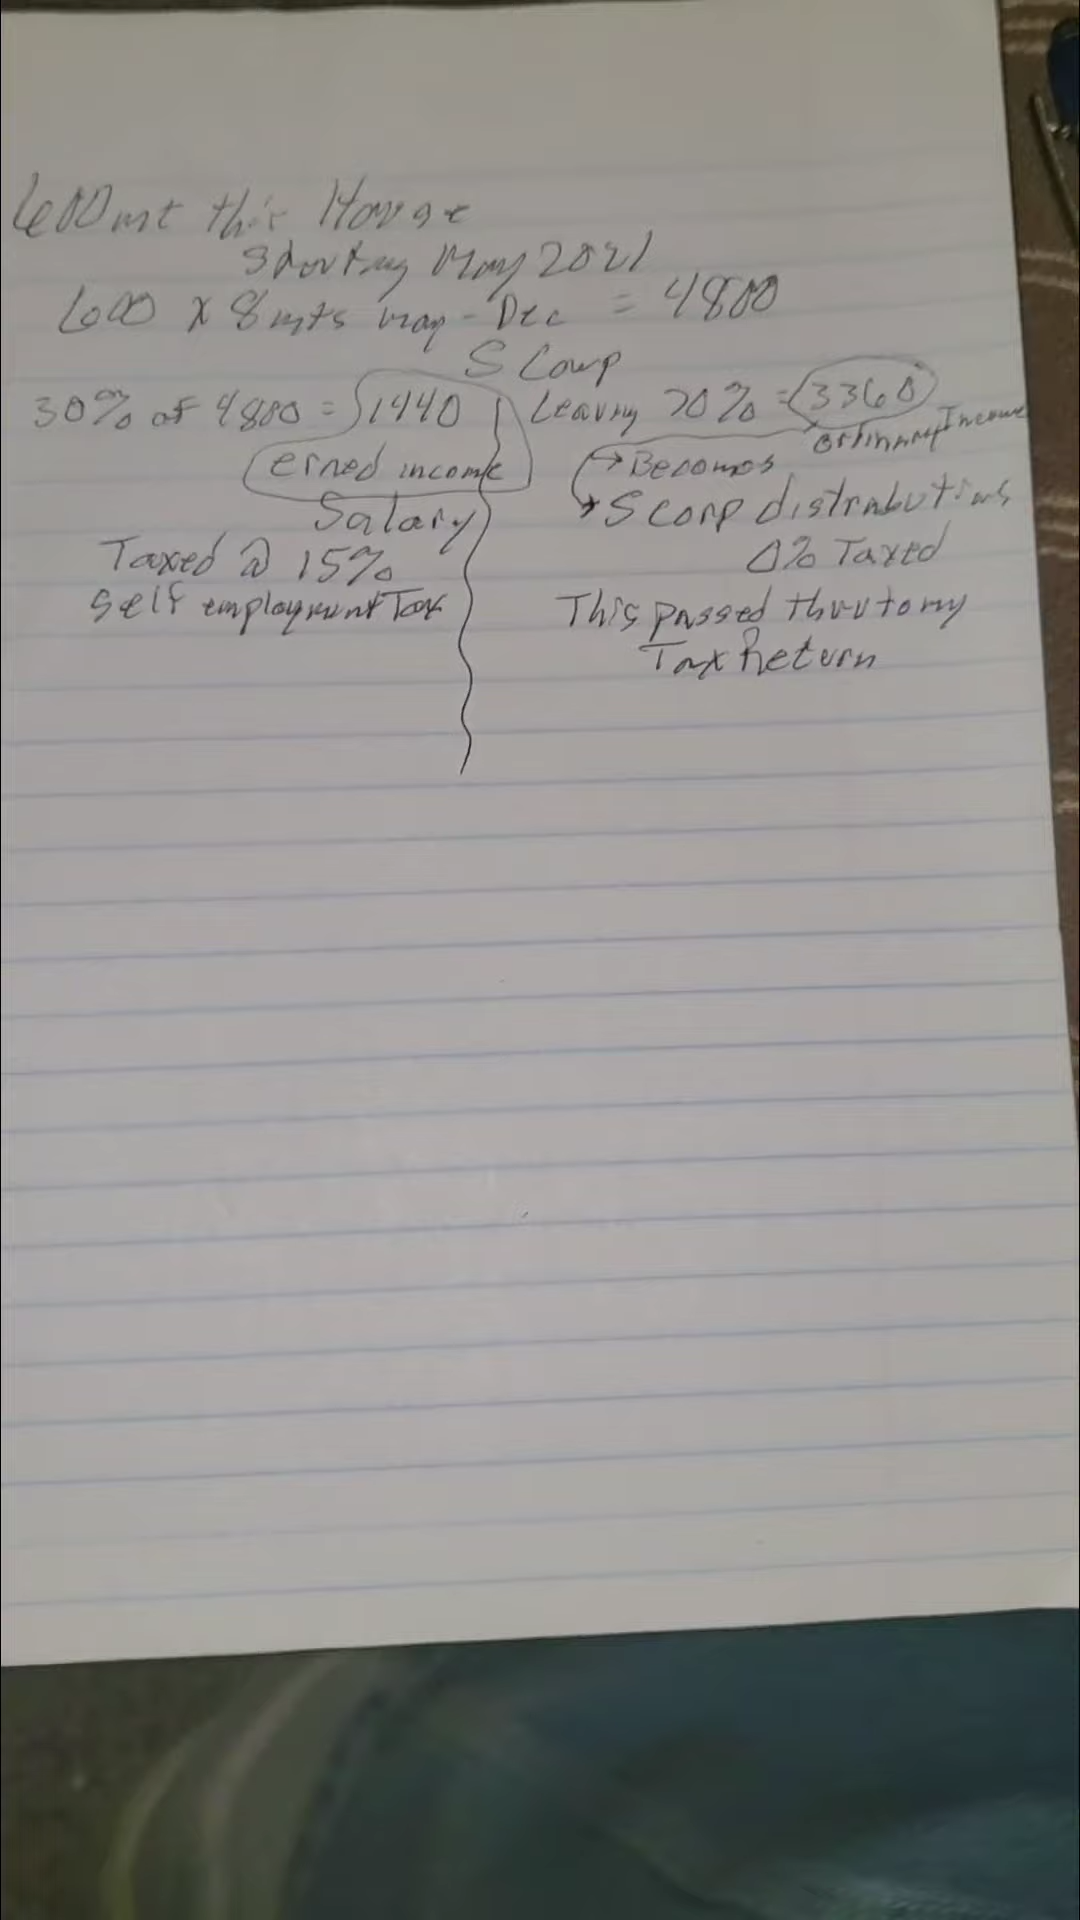 600 mt this House
Starting May 2021
600 x 8 mts may - Dec = 4800
S Corp
30% of 4800 = 1440
erned income
Salary
Taxed @ 15%
Self employment Tax
Leaving 70% = 3360
ordinary Income
Becomes
S corp distributions
0% Taxed
This passed thru to my
Tax Return